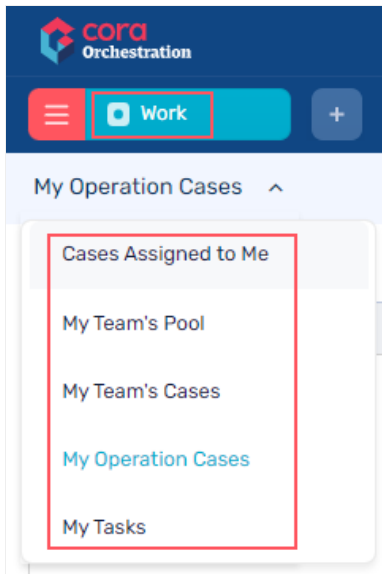 cora
Orchestration
Work
+
My Operation Cases
Cases Assigned to Me
My Team's Pool
My Team's Cases
My Operation Cases
My Tasks